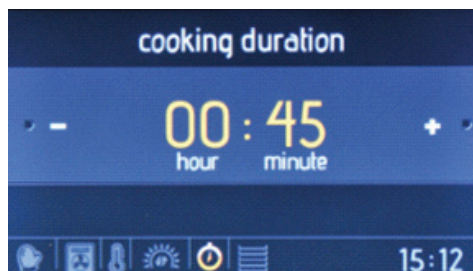 cooking duration
- 00 : 45 +
hour minute
15:12